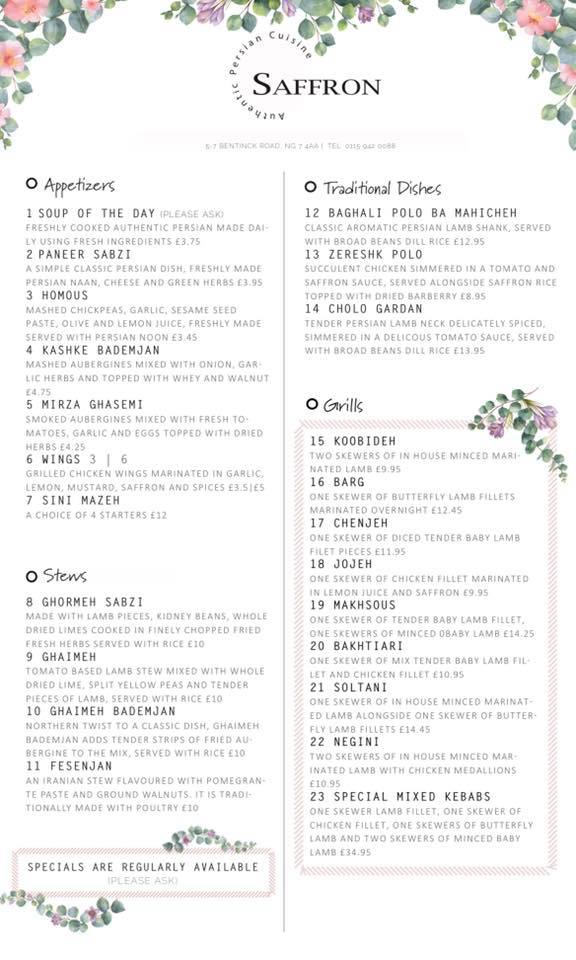 Authentic Persian Cuisine
SAFFRON
5-7 BENTINCK ROAD, NG 7 4AA | TEL 0115 942 0088
Appetizers
1 SOUP OF THE DAY (PLEASE ASK)
FRESHLY COOKED AUTHENTIC PERSIAN MADE DAI-
LY USING FRESH INGREDIENTS £3.75
2 PANEER SABZI
A SIMPLE CLASSIC PERSIAN DISH, FRESHLY MADE
PERSIAN NAAN, CHEESE AND GREEN HERBS £3.95
3 HOMOUS
MASHED CHICKPEAS, GARLIC, SESAME SEED
PASTE, OLIVE AND LEMON JUICE, FRESHLY MADE
SERVED WITH PERSIAN NOON £3.45
4 KASHKE BADEMJAN
MASHED AUBERGINES MIXED WITH ONION, GAR-
LIC HERBS AND TOPPED WITH WHEY AND WALNUT
£4.75
5 MIRZA GHASEMI
SMOKED AUBERGINES MIXED WITH FRESH TO-
MATOES, GARLIC AND EGGS TOPPED WITH DRIED
HERBS £4.25
6 WINGS 3 | 6
GRILLED CHICKEN WINGS MARINATED IN GARLIC,
LEMON, MUSTARD, SAFFRON AND SPICES £3.5|£5
7 SINI MAZEH
A CHOICE OF 4 STARTERS £12
Stews
8 GHORMEH SABZI
MADE WITH LAMB PIECES, KIDNEY BEANS, WHOLE
DRIED LIMES COOKED IN FINELY CHOPPED FRIED
FRESH HERBS SERVED WITH RICE £10
9 GHAIMEH
TOMATO BASED LAMB STEW MIXED WITH WHOLE
DRIED LIME, SPLIT YELLOW PEAS AND TENDER
PIECES OF LAMB, SERVED WITH RICE £10
10 GHAIMEH BADEMJAN
NORTHERN TWIST TO A CLASSIC DISH, GHAIMEH
BADEMJAN ADDS TENDER STRIPS OF FRIED AU-
BERGINE TO THE MIX, SERVED WITH RICE £10
11 FESENJAN
AN IRANIAN STEW FLAVOURED WITH POMEGRAN-
TE PASTE AND GROUND WALNUTS. IT IS TRADI-
TIONALLY MADE WITH POULTRY £10
SPECIALS ARE REGULARLY AVAILABLE
(PLEASE ASK)
Traditional Dishes
12 BAGHALI POLO BA MAHICHEH
CLASSIC AROMATIC PERSIAN LAMB SHANK, SERVED
WITH BROAD BEANS DILL RICE £12.95
13 ZERESHK POLO
SUCCULENT CHICKEN SIMMERED IN A TOMATO AND
SAFFRON SAUCE, SERVED ALONGSIDE SAFFRON RICE
TOPPED WITH DRIED BARBERRY £8.95
14 CHOLO GARDAN
TENDER PERSIAN LAMB NECK DELICATELY SPICED,
SIMMERED IN A DELICOUS TOMATO SAUCE, SERVED
WITH BROAD BEANS DILL RICE £13.95
Grills
15 KOOBIDEH
TWO SKEWERS OF IN HOUSE MINCED MARI-
NATED LAMB £9.95
16 BARG
ONE SKEWER OF BUTTERFLY LAMB FILLETS
MARINATED OVERNIGHT £12.45
17 CHENJEH
ONE SKEWER OF DICED TENDER BABY LAMB
FILET PIECES £11.95
18 JOJEH
ONE SKEWER OF CHICKEN FILLET MARINATED
IN LEMON JUICE AND SAFFRON £9.95
19 MAKHSOUS
ONE SKEWER OF TENDER BABY LAMB FILLET,
ONE SKEWERS OF MINCED 0BABY LAMB £14.25
20 BAKHTIARI
ONE SKEWER OF MIX TENDER BABY LAMB FIL-
LET AND CHICKEN FILLET £10.95
21 SOLTANI
ONE SKEWER OF IN HOUSE MINCED MARINAT-
ED LAMB ALONGSIDE ONE SKEWER OF BUTTER-
FLY LAMB FILLETS £14.45
22 NEGINI
TWO SKEWERS OF IN HOUSE MINCED MAR-
INATED LAMB WITH CHICKEN MEDALLIONS
£10.95
23 SPECIAL MIXED KEBABS
ONE SKEWER LAMB FILLET, ONE SKEWER OF
CHICKEN FILLET, ONE SKEWERS OF BUTTERFLY
LAMB AND TWO SKEWERS OF MINCED BABY
LAMB £34.95